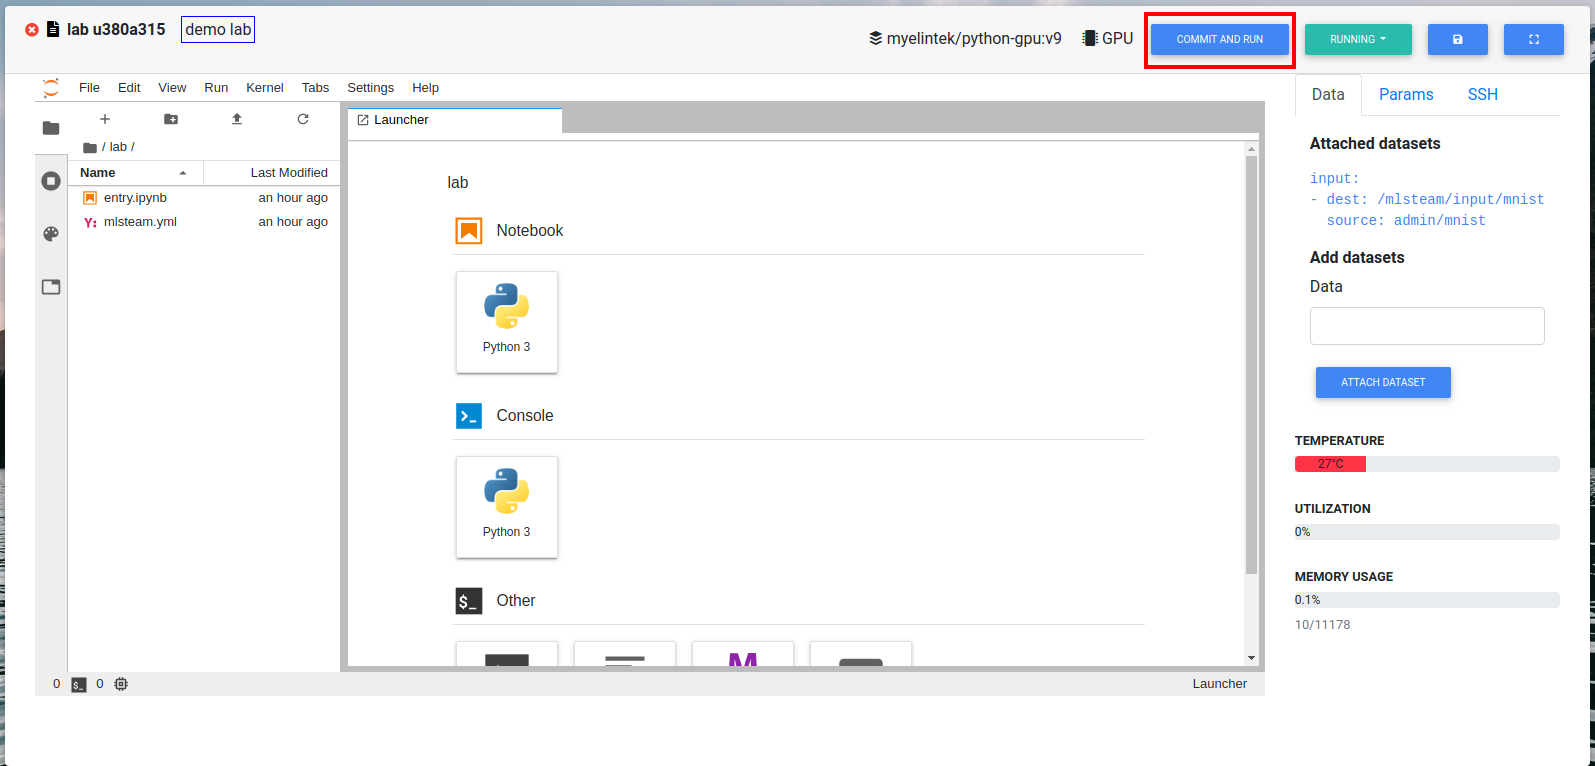 lab u380a315 demo lab
myelintek/python-gpu:v9 GPU COMMIT AND RUN RUNNING
File Edit View Run Kernel Tabs Settings Help
/ lab /
Name Last Modified
entry.ipynb an hour ago
Y: mlsteam.yml an hour ago
Launcher
lab
Notebook
Python 3
Console
Python 3
$_ Other
M
0 $_ 0 Launcher
Data Params SSH
Attached datasets
input:
- dest: /mlsteam/input/mnist
source: admin/mnist
Add datasets
Data
ATTACH DATASET
TEMPERATURE
27°C
UTILIZATION
0%
MEMORY USAGE
0.1%
10/11178